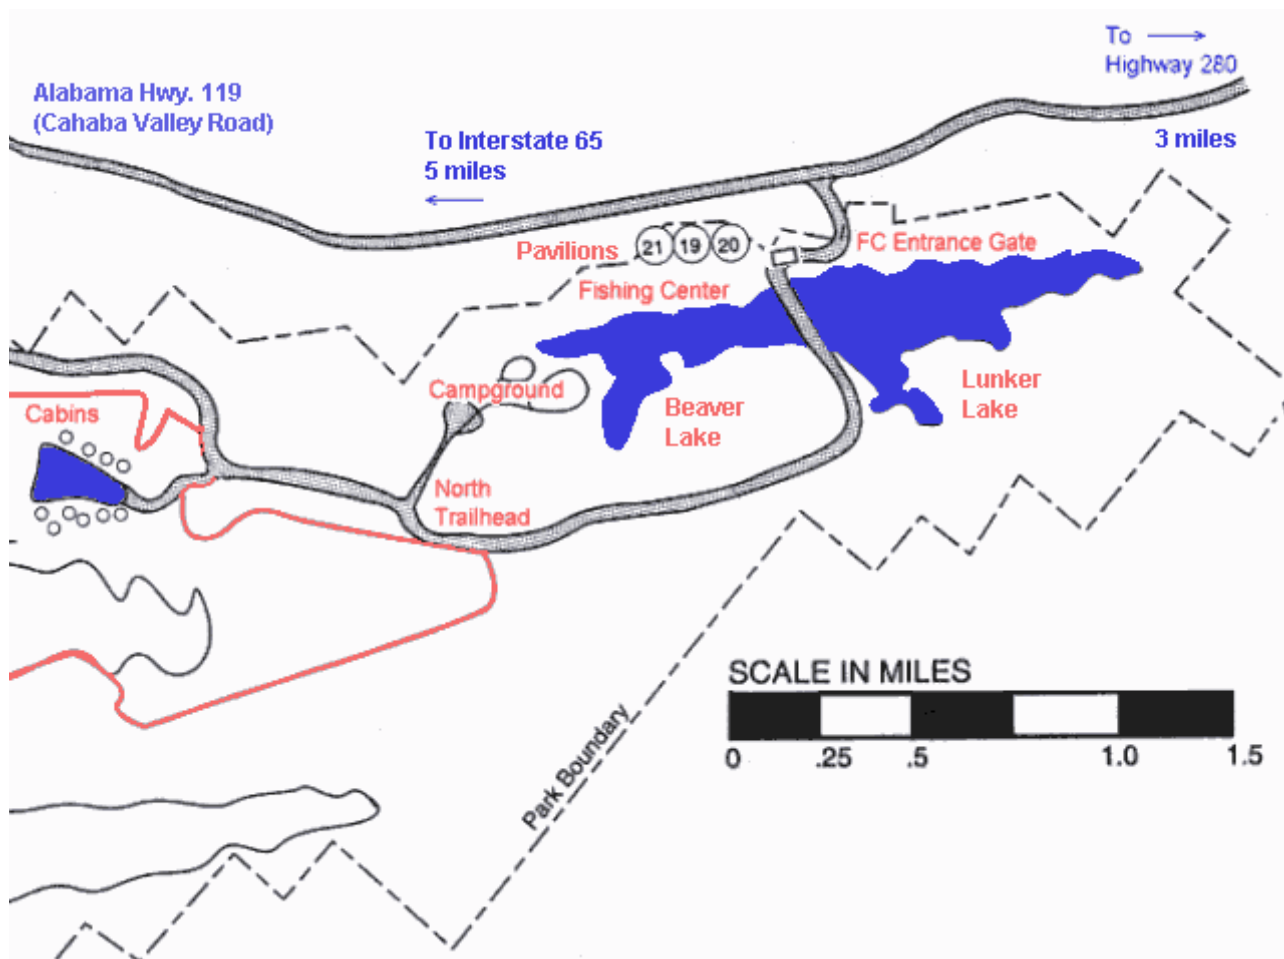 To
Highway 280
Alabama Hwy. 119
(Cahaba Valley Road)
To Interstate 65
5 miles
3 miles
Pavilions
21 19 20
FC Entrance Gate
Fishing Center
Campground
Cabins
Beaver
Lake
Lunker
Lake
North
Trailhead
SCALE IN MILES
0 .25 .5 1.0 1.5
Park Boundary